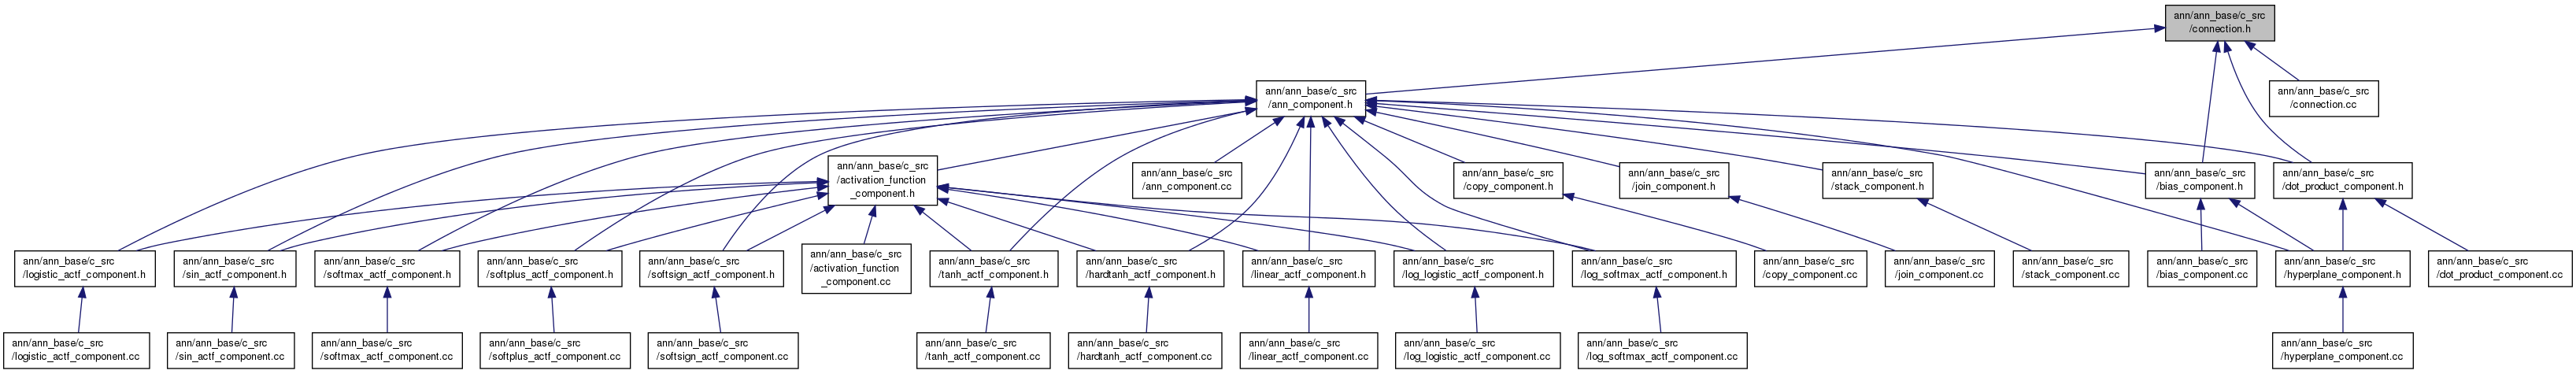 ann/ann_base/c_src
/connection.h
ann/ann_base/c_src
/ann_component.h
ann/ann_base/c_src
/connection.cc
ann/ann_base/c_src
/activation_function
_component.h
ann/ann_base/c_src
/ann_component.cc
ann/ann_base/c_src
/copy_component.h
ann/ann_base/c_src
/join_component.h
ann/ann_base/c_src
/stack_component.h
ann/ann_base/c_src
/bias_component.h
ann/ann_base/c_src
/dot_product_component.h
ann/ann_base/c_src
/logistic_actf_component.h
ann/ann_base/c_src
/sin_actf_component.h
ann/ann_base/c_src
/softmax_actf_component.h
ann/ann_base/c_src
/softplus_actf_component.h
ann/ann_base/c_src
/softsign_actf_component.h
ann/ann_base/c_src
/activation_function
_component.cc
ann/ann_base/c_src
/tanh_actf_component.h
ann/ann_base/c_src
/hardtanh_actf_component.h
ann/ann_base/c_src
/linear_actf_component.h
ann/ann_base/c_src
/log_logistic_actf_component.h
ann/ann_base/c_src
/log_softmax_actf_component.h
ann/ann_base/c_src
/copy_component.cc
ann/ann_base/c_src
/join_component.cc
ann/ann_base/c_src
/stack_component.cc
ann/ann_base/c_src
/bias_component.cc
ann/ann_base/c_src
/hyperplane_component.h
ann/ann_base/c_src
/dot_product_component.cc
ann/ann_base/c_src
/logistic_actf_component.cc
ann/ann_base/c_src
/sin_actf_component.cc
ann/ann_base/c_src
/softmax_actf_component.cc
ann/ann_base/c_src
/softplus_actf_component.cc
ann/ann_base/c_src
/softsign_actf_component.cc
ann/ann_base/c_src
/tanh_actf_component.cc
ann/ann_base/c_src
/hardtanh_actf_component.cc
ann/ann_base/c_src
/linear_actf_component.cc
ann/ann_base/c_src
/log_logistic_actf_component.cc
ann/ann_base/c_src
/log_softmax_actf_component.cc
ann/ann_base/c_src
/hyperplane_component.cc